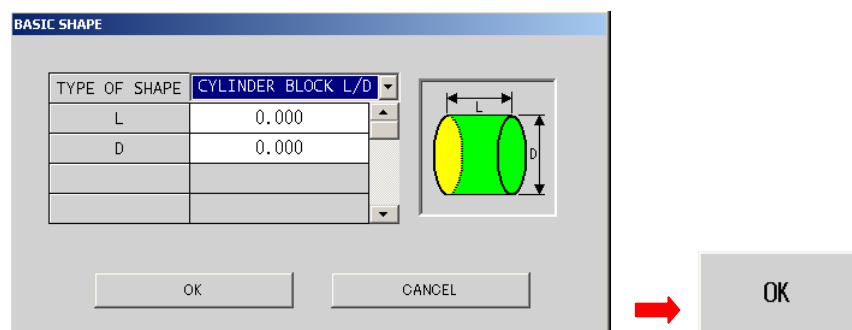 BASIC SHAPE
TYPE OF SHAPE CYLINDER BLOCK L/D
L 0.000
D 0.000
L
D
OK CANCEL
OK